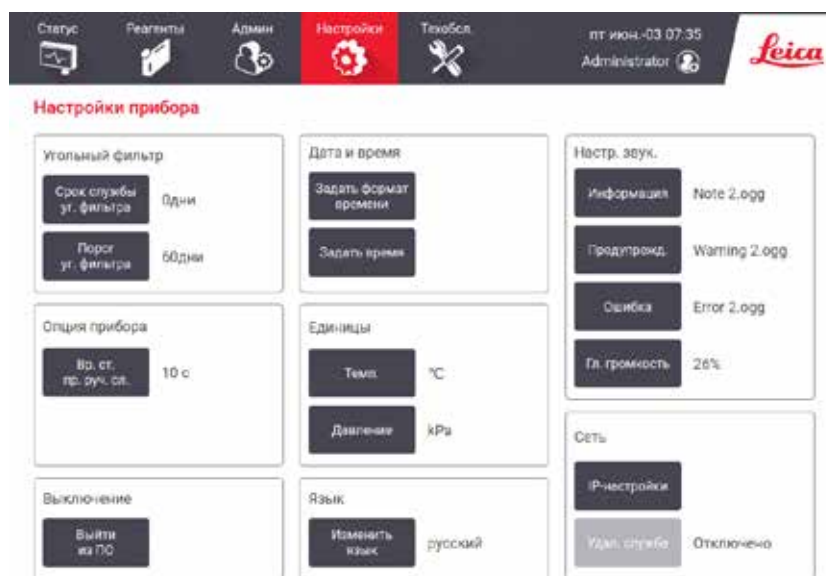 Статус Реагенты Админ Настройки Техобсл.
пт июн.-03 07:35
Administrator
Leica
Настройки прибора
Угольный фильтр
Срок службы
уг. фильтра
0дни
Порог
уг. фильтра
60дни
Дата и время
Задать формат
времени
Задать время
Настр. звук.
Информация
Note 2.ogg
Предупрежд.
Warning 2.ogg
Ошибка
Error 2.ogg
Гл. громкость
26%
Опция прибора
Вр. ст.
пр. руч. сл.
10 с
Единицы
Темп.
°C
Давление
kPa
Сеть
IP-настройки
Удал. служба
Отключено
Выключение
Выйти
из ПО
Язык
Изменить
язык
русский